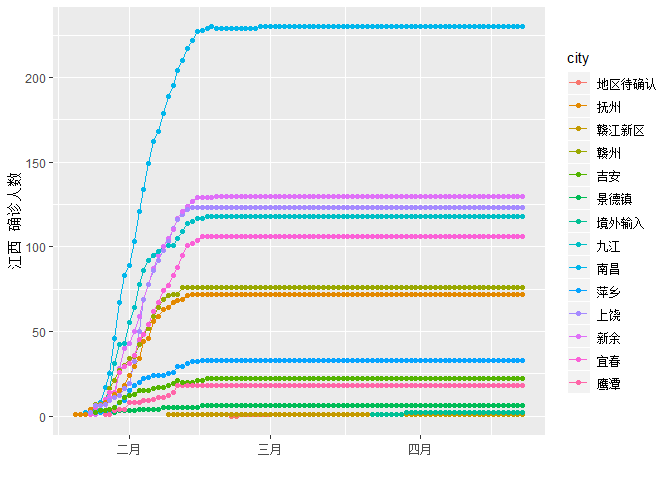 江西 确诊人数
200
150
100
50
0
二月
三月
四月
city
地区待确认
抚州
赣江新区
赣州
吉安
景德镇
境外输入
九江
南昌
萍乡
上饶
新余
宜春
鹰潭